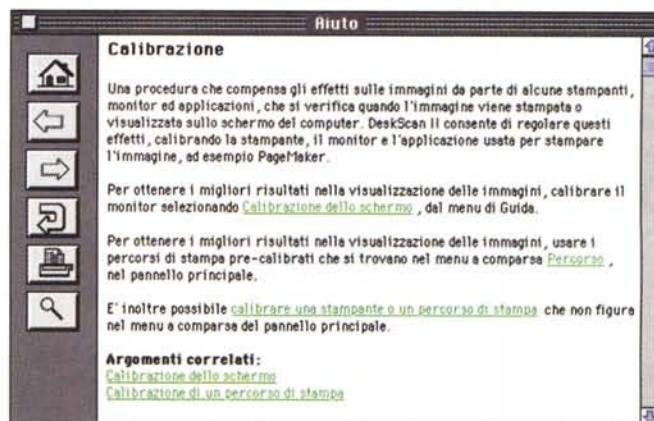 Aiuto
Calibrazione
Una procedura che compensa gli effetti sulle immagini da parte di alcune stampanti,
monitor ed applicazioni, che si verifica quando l'immagine viene stampata o
visualizzata sullo schermo del computer. DeskScan II consente di regolare questi
effetti, calibrando la stampante, il monitor e l'applicazione usata per stampare
l'immagine, ad esempio PageMaker.
Per ottenere i migliori risultati nella visualizzazione delle immagini, calibrare il
monitor selezionando Calibrazione dello schermo , dal menu di Guida.
Per ottenere i migliori risultati nella visualizzazione delle immagini, usare i
percorsi di stampa pre-calibrati che si trovano nel menu a comparsa Percorso ,
nel pannello principale.
E' inoltre possibile calibrare una stampante o un percorso di stampa che non figura
nel menu a comparsa del pannello principale.
Argomenti correlati:
Calibrazione dello schermo
Calibrazione di un percorso di stampa